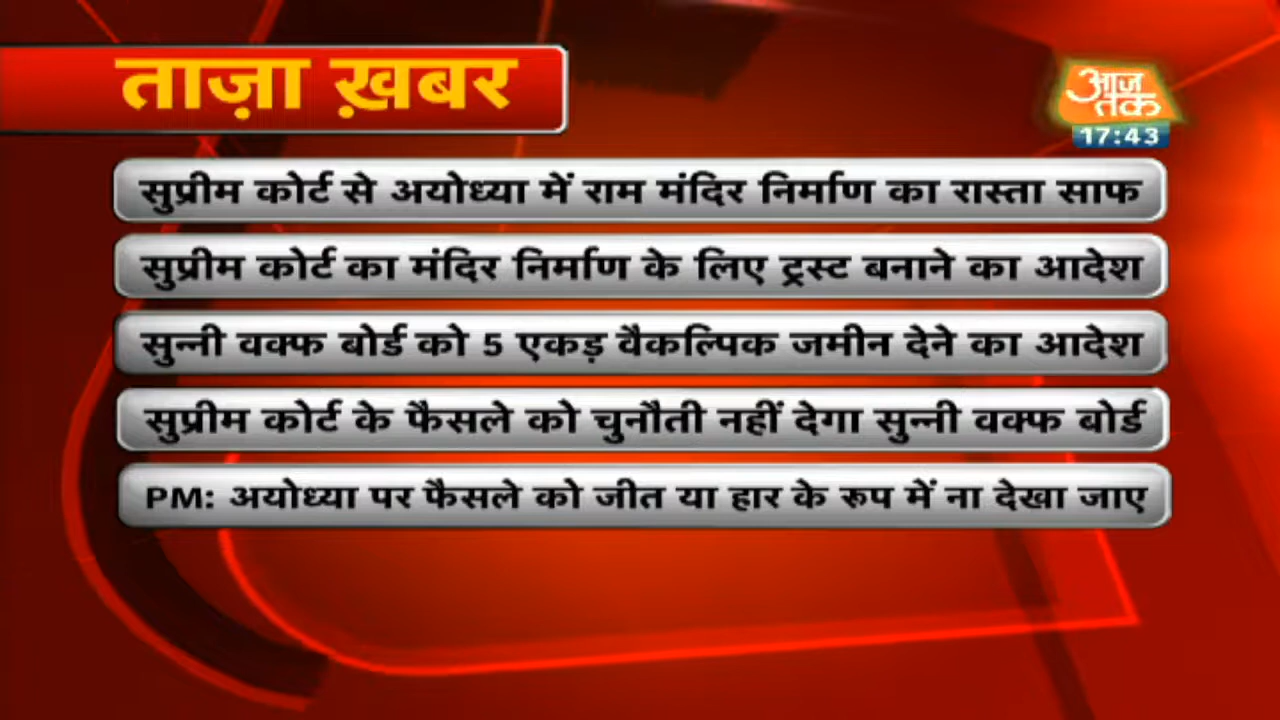 ताज़ा ख़बर
आज
तक
17:43
सुप्रीम कोर्ट से अयोध्या में राम मंदिर निर्माण का रास्ता साफ
सुप्रीम कोर्ट का मंदिर निर्माण के लिए ट्रस्ट बनाने का आदेश
सुन्नी वक्फ बोर्ड को 5 एकड़ वैकल्पिक जमीन देने का आदेश
सुप्रीम कोर्ट के फैसले को चुनौती नहीं देगा सुन्नी वक्फ बोर्ड
PM: अयोध्या पर फैसले को जीत या हार के रूप में ना देखा जाए